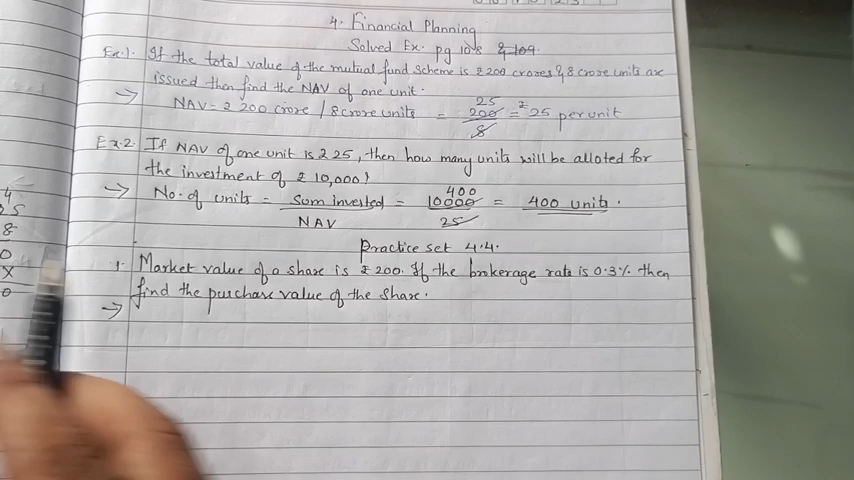 4. Financial Planning
Solved Ex. pg 108 & 109
Ex.1. If the total value of the mutual fund scheme is ₹200 crores & 8 crore units are
issued then find the NAV of one unit.
→ NAV = ₹200 crore / 8 crore units = 25 200/8 = ₹25 per unit
Ex.2. If NAV of one unit is ₹25, then how many units will be alloted for
the investment of ₹10,000?
→ No. of units = Sum invested / NAV = 400 10000 / 25 = 400 units.
Practice set 4.4.
1. Market value of a share is ₹200. If the brokerage rate is 0.3% then
find the purchase value of the share.
→
4
25
8
0
X
0